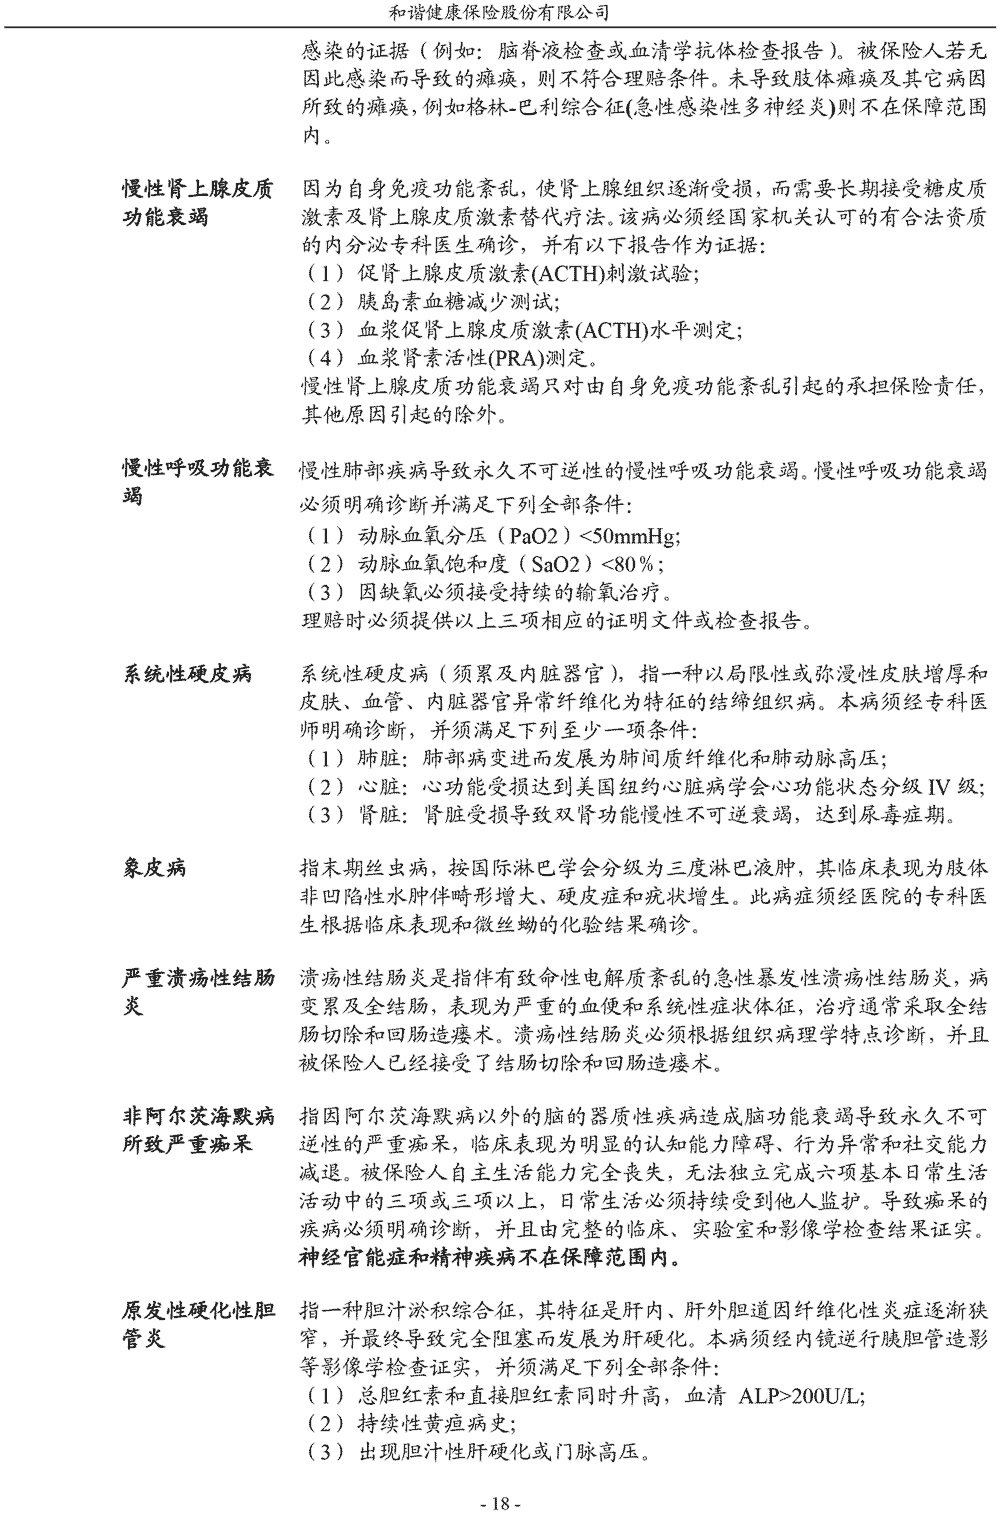 和谐健康保险股份有限公司
感染的证据（例如：脑脊液检查或血清学抗体检查报告）。被保险人若无
因此感染而导致的瘫痪，则不符合理赔条件。未导致肢体瘫痪及其它病因
所致的瘫痪，例如格林-巴利综合征(急性感染性多神经炎)则不在保障范围
内。
慢性肾上腺皮质
功能衰竭
因为自身免疫功能紊乱，使肾上腺组织逐渐受损，而需要长期接受糖皮质
激素及肾上腺皮质激素替代疗法。该病必须经国家机关认可的有合法资质
的内分泌专科医生确诊，并有以下报告作为证据：
（1）促肾上腺皮质激素(ACTH)刺激试验；
（2）胰岛素血糖减少测试；
（3）血浆促肾上腺皮质激素(ACTH)水平测定；
（4）血浆肾素活性(PRA)测定。
慢性肾上腺皮质功能衰竭只对由自身免疫功能紊乱引起的承担保险责任，
其他原因引起的除外。
慢性呼吸功能衰
竭
慢性肺部疾病导致永久不可逆性的慢性呼吸功能衰竭。慢性呼吸功能衰竭
必须明确诊断并满足下列全部条件：
（1）动脉血氧分压（PaO2）<50mmHg；
（2）动脉血氧饱和度（SaO2）<80%；
（3）因缺氧必须接受持续的输氧治疗。
理赔时必须提供以上三项相应的证明文件或检查报告。
系统性硬皮病
系统性硬皮病（须累及内脏器官），指一种以局限性或弥漫性皮肤增厚和
皮肤、血管、内脏器官异常纤维化为特征的结缔组织病。本病须经专科医
师明确诊断，并须满足下列至少一项条件：
（1）肺脏：肺部病变进而发展为肺间质纤维化和肺动脉高压；
（2）心脏：心功能受损达到美国纽约心脏病学会心功能状态分级 IV 级；
（3）肾脏：肾脏受损导致双肾功能慢性不可逆衰竭，达到尿毒症期。
象皮病
指末期丝虫病，按国际淋巴学会分级为三度淋巴液肿，其临床表现为肢体
非凹陷性水肿伴畸形增大、硬皮症和疣状增生。此病症须经医院的专科医
生根据临床表现和微丝蚴的化验结果确诊。
严重溃疡性结肠
炎
溃疡性结肠炎是指伴有致命性电解质紊乱的急性暴发性溃疡性结肠炎，病
变累及全结肠，表现为严重的血便和系统性症状体征，治疗通常采取全结
肠切除和回肠造瘘术。溃疡性结肠炎必须根据组织病理学特点诊断，并且
被保险人已经接受了结肠切除和回肠造瘘术。
非阿尔茨海默病
所致严重痴呆
指因阿尔茨海默病以外的脑的器质性疾病造成脑功能衰竭导致永久不可
逆性的严重痴呆，临床表现为明显的认知能力障碍、行为异常和社交能力
减退。被保险人自主生活能力完全丧失，无法独立完成六项基本日常生活
活动中的三项或三项以上，日常生活必须持续受到他人监护。导致痴呆的
疾病必须明确诊断，并且由完整的临床、实验室和影像学检查结果证实。
神经官能症和精神疾病不在保障范围内。
原发性硬化性胆
管炎
指一种胆汁淤积综合征，其特征是肝内、肝外胆道因纤维化性炎症逐渐狭
窄，并最终导致完全阻塞而发展为肝硬化。本病须经内镜逆行胰胆管造影
等影像学检查证实，并须满足下列全部条件：
（1）总胆红素和直接胆红素同时升高，血清 ALP>200U/L；
（2）持续性黄疸病史；
（3）出现胆汁性肝硬化或门脉高压。
- 18 -